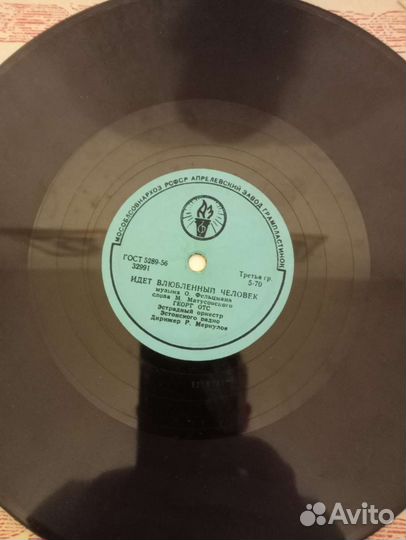 МОСОБЛСОВНАРХОЗ РСФСР АПРЕЛЕВСКИЙ ЗАВОД ГРАМПЛАСТИНОК
ГОСТ 5289-56
32991
Третья гр.
5-70
ИДЕТ ВЛЮБЛЕННЫЙ ЧЕЛОВЕК
музыка О. Фельцмана
слова М. Матусовского
ГЕОРГ ОТС
Эстрадный оркестр
Эстонского радио
Дирижер Р. Меркулов
Avito